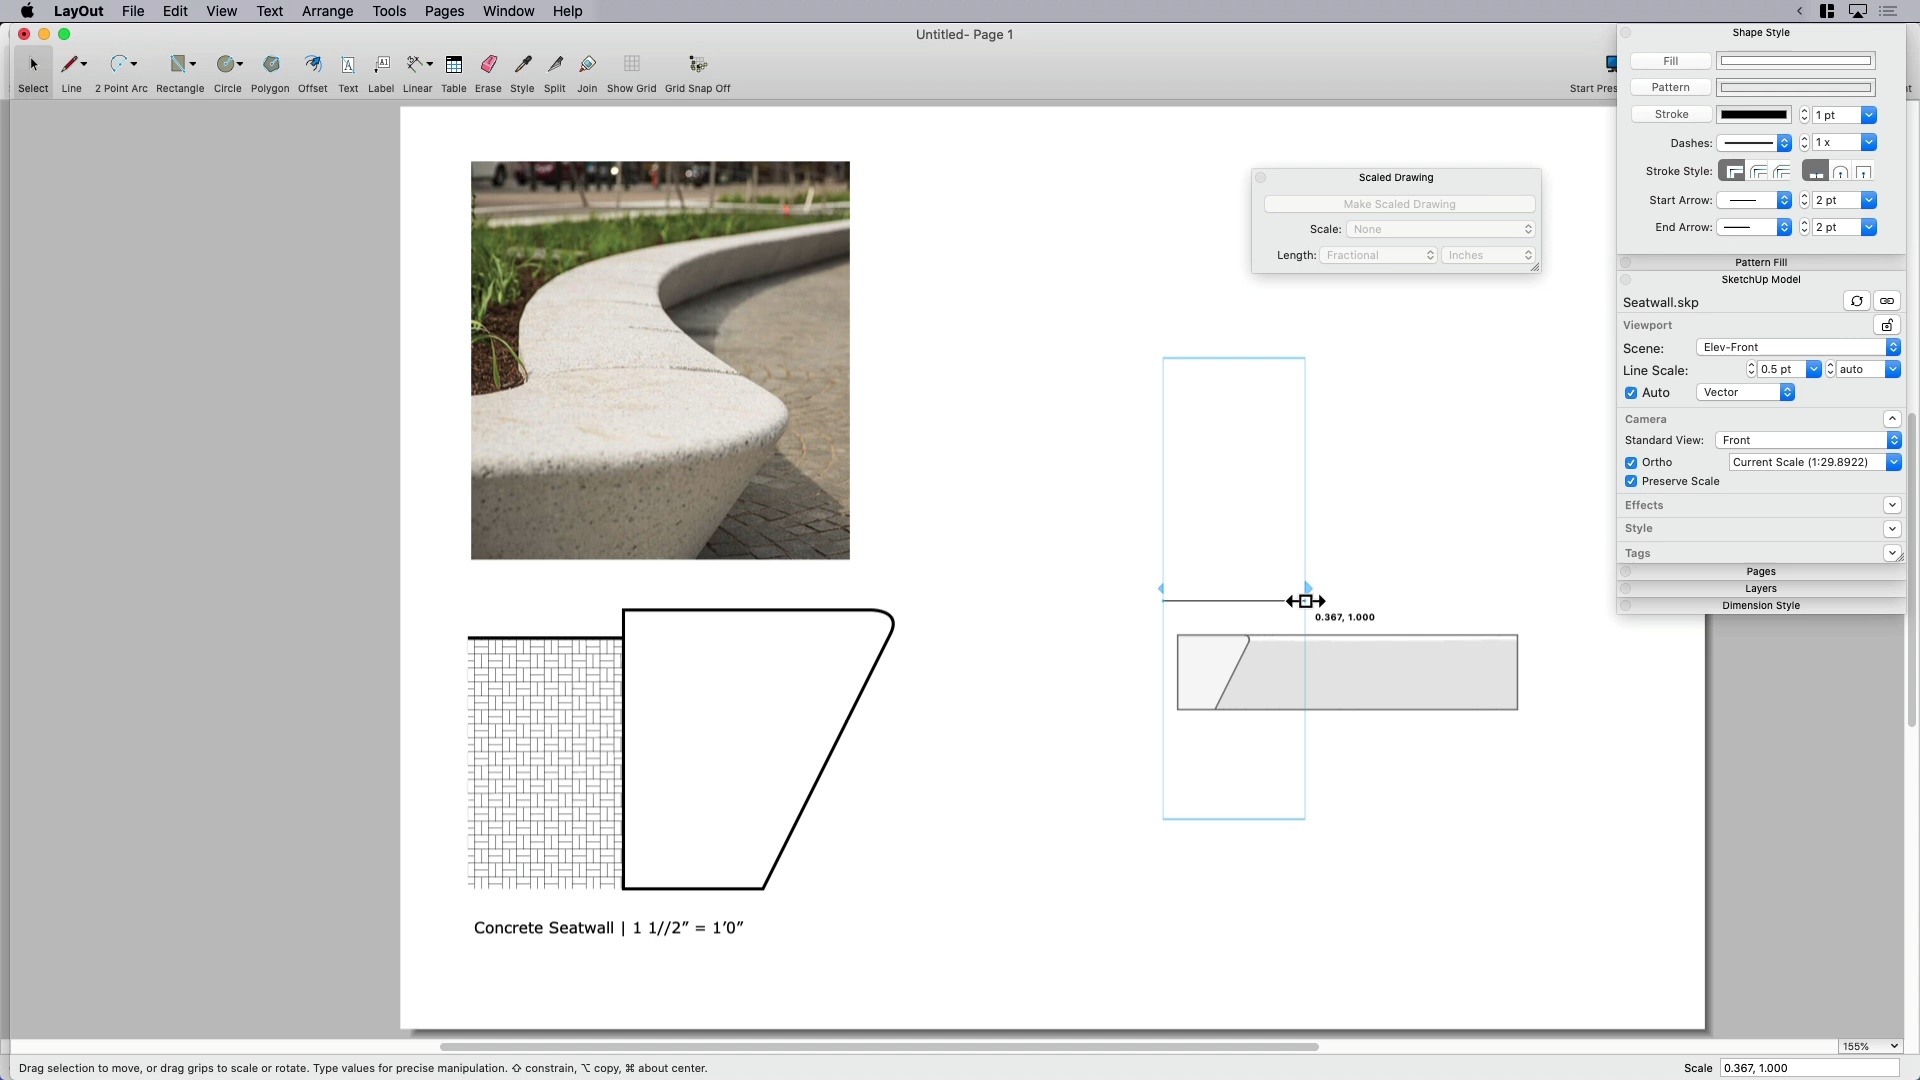 LayOut File Edit View Text Arrange Tools Pages Window Help
Untitled- Page 1
Select Line 2 Point Arc Rectangle Circle Polygon Offset Text Label Linear Table Erase Style Split Join Show Grid Grid Snap Off Start Pres
Shape Style
Fill
Pattern
Stroke 1 pt
Dashes: 1 x
Stroke Style:
Start Arrow: 2 pt
End Arrow: 2 pt
Pattern Fill
SketchUp Model
Seatwall.skp
Viewport
Scene: Elev-Front
Line Scale: 0.5 pt auto
Auto Vector
Camera
Standard View: Front
Ortho Current Scale (1:29.8922)
Preserve Scale
Effects
Style
Tags
Pages
Layers
Dimension Style
Scaled Drawing
Make Scaled Drawing
Scale: None
Length: Fractional Inches
0.367, 1.000
Concrete Seatwall | 1 1//2” = 1’0”
155%
Drag selection to move, or drag grips to scale or rotate. Type values for precise manipulation. ⇧ constrain, ⌥ copy, ⌘ about center.
Scale 0.367, 1.000